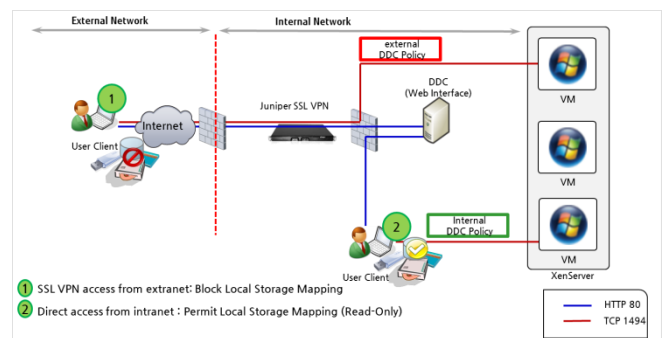 External Network
Internal Network
external
DDC Policy
DDC
(Web Interface)
VM
1
Juniper SSL VPN
Internet
User Client
VM
2
Internal
DDC Policy
VM
User Client
XenServer
1 SSL VPN access from extranet: Block Local Storage Mapping
2 Direct access from intranet : Permit Local Storage Mapping (Read-Only)
HTTP 80
TCP 1494